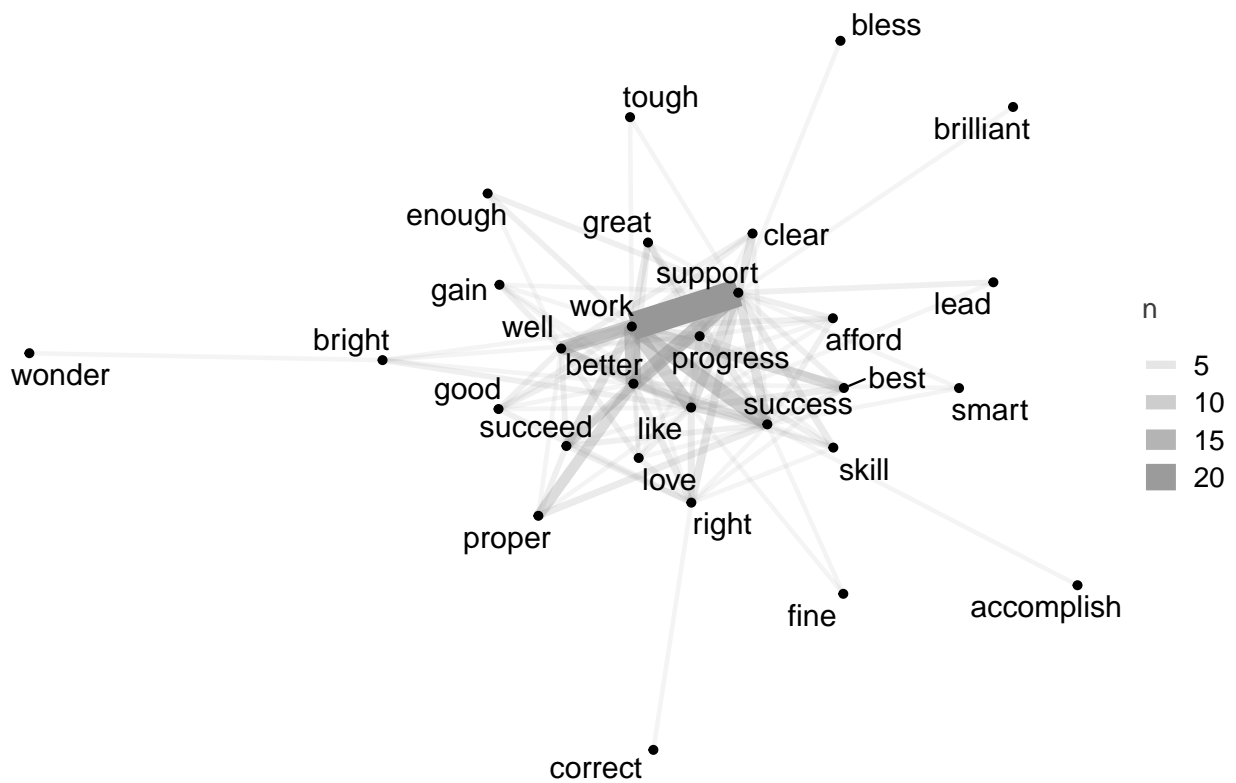 bless
tough
brilliant
enough
great
clear
support
gain
lead
work
well
bright
afford
wonder
better
progress
best
good
success
smart
succeed
like
skill
love
proper
right
fine
accomplish
correct
n
5
10
15
20